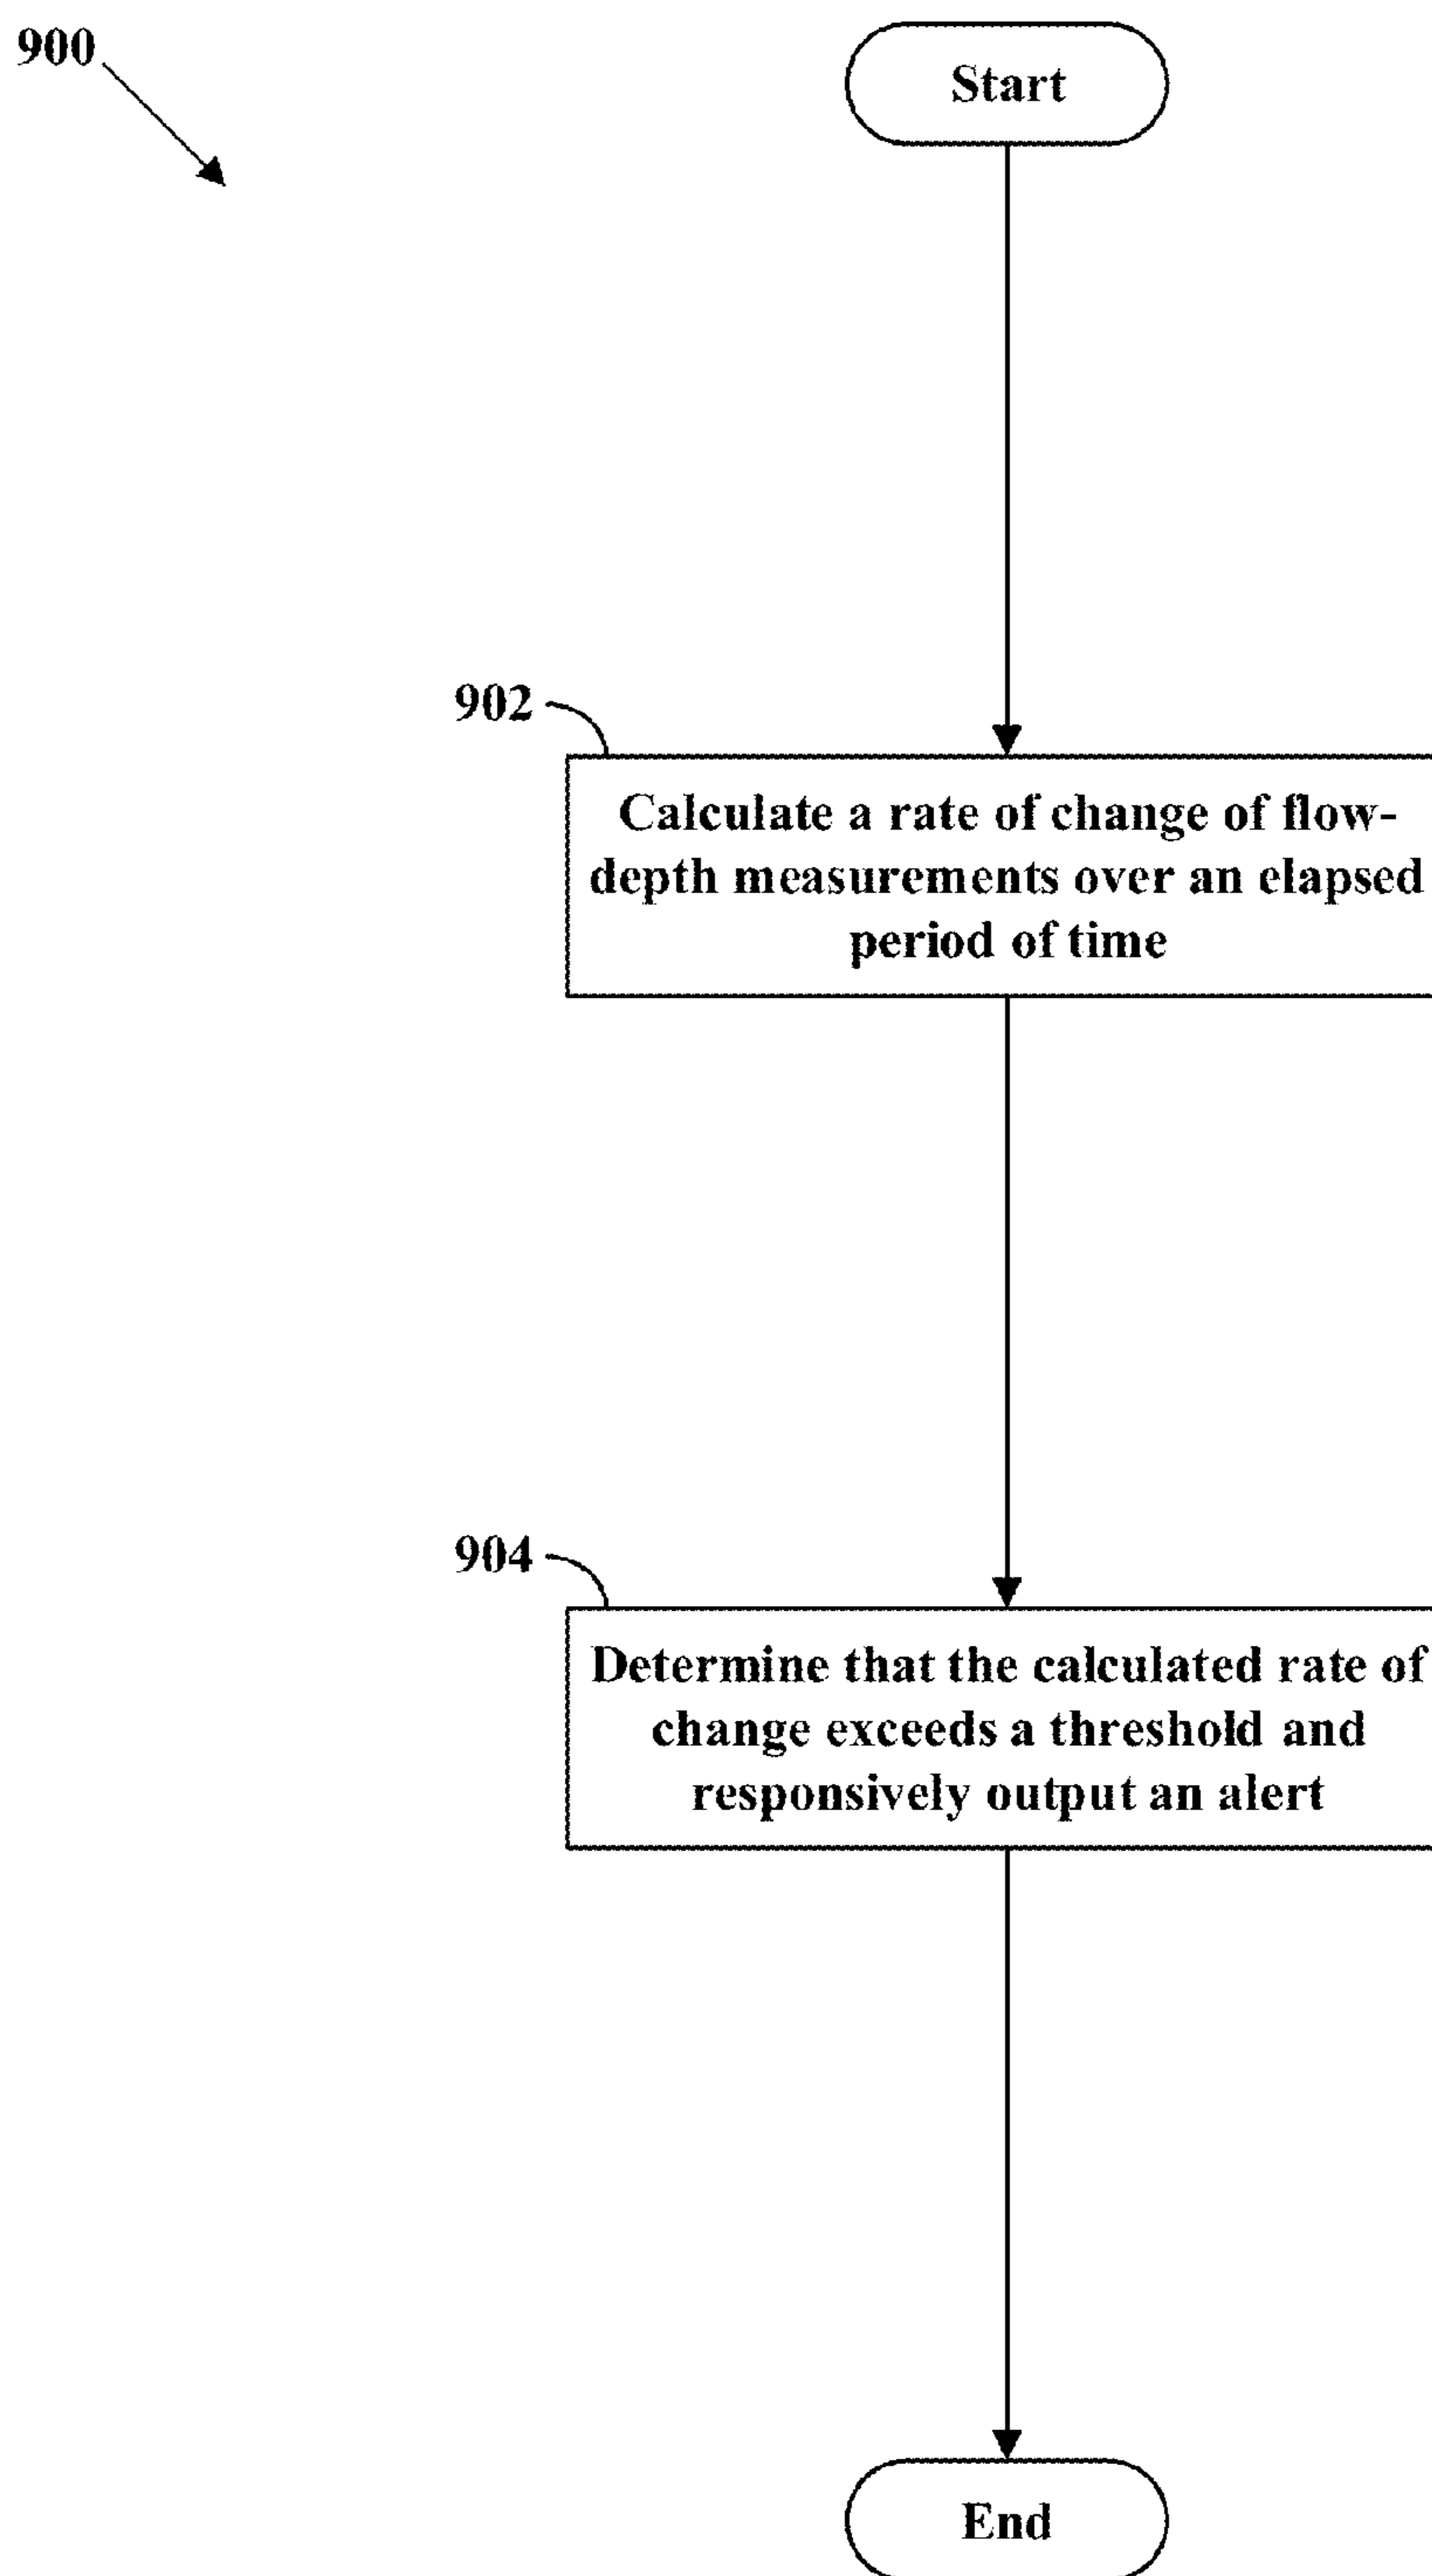 900
Start
902
Calculate a rate of change of flow-
depth measurements over an elapsed
period of time
904
Determine that the calculated rate of
change exceeds a threshold and
responsively output an alert
End